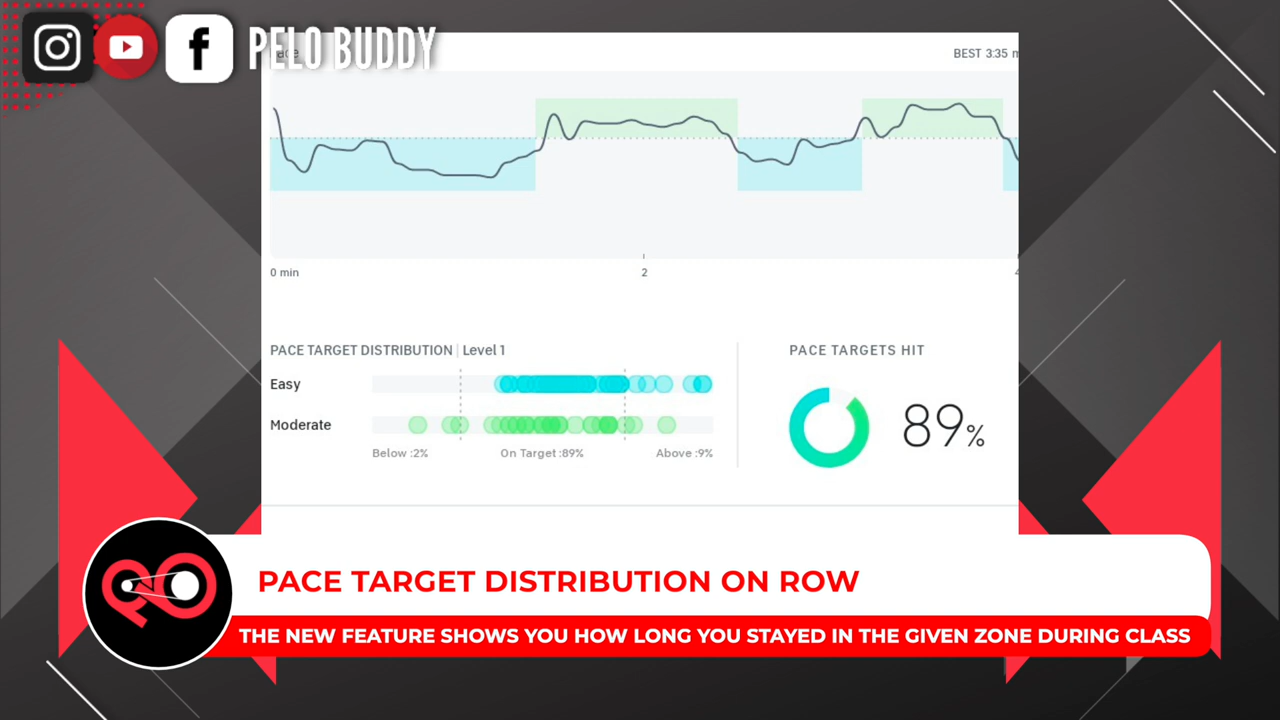 PELO BUDDY
BEST 3:35
0 min
2
PACE TARGET DISTRIBUTION | Level 1
PACE TARGETS HIT
Easy
Moderate
89%
Below :2%
On Target :89%
Above :9%
PACE TARGET DISTRIBUTION ON ROW
THE NEW FEATURE SHOWS YOU HOW LONG YOU STAYED IN THE GIVEN ZONE DURING CLASS